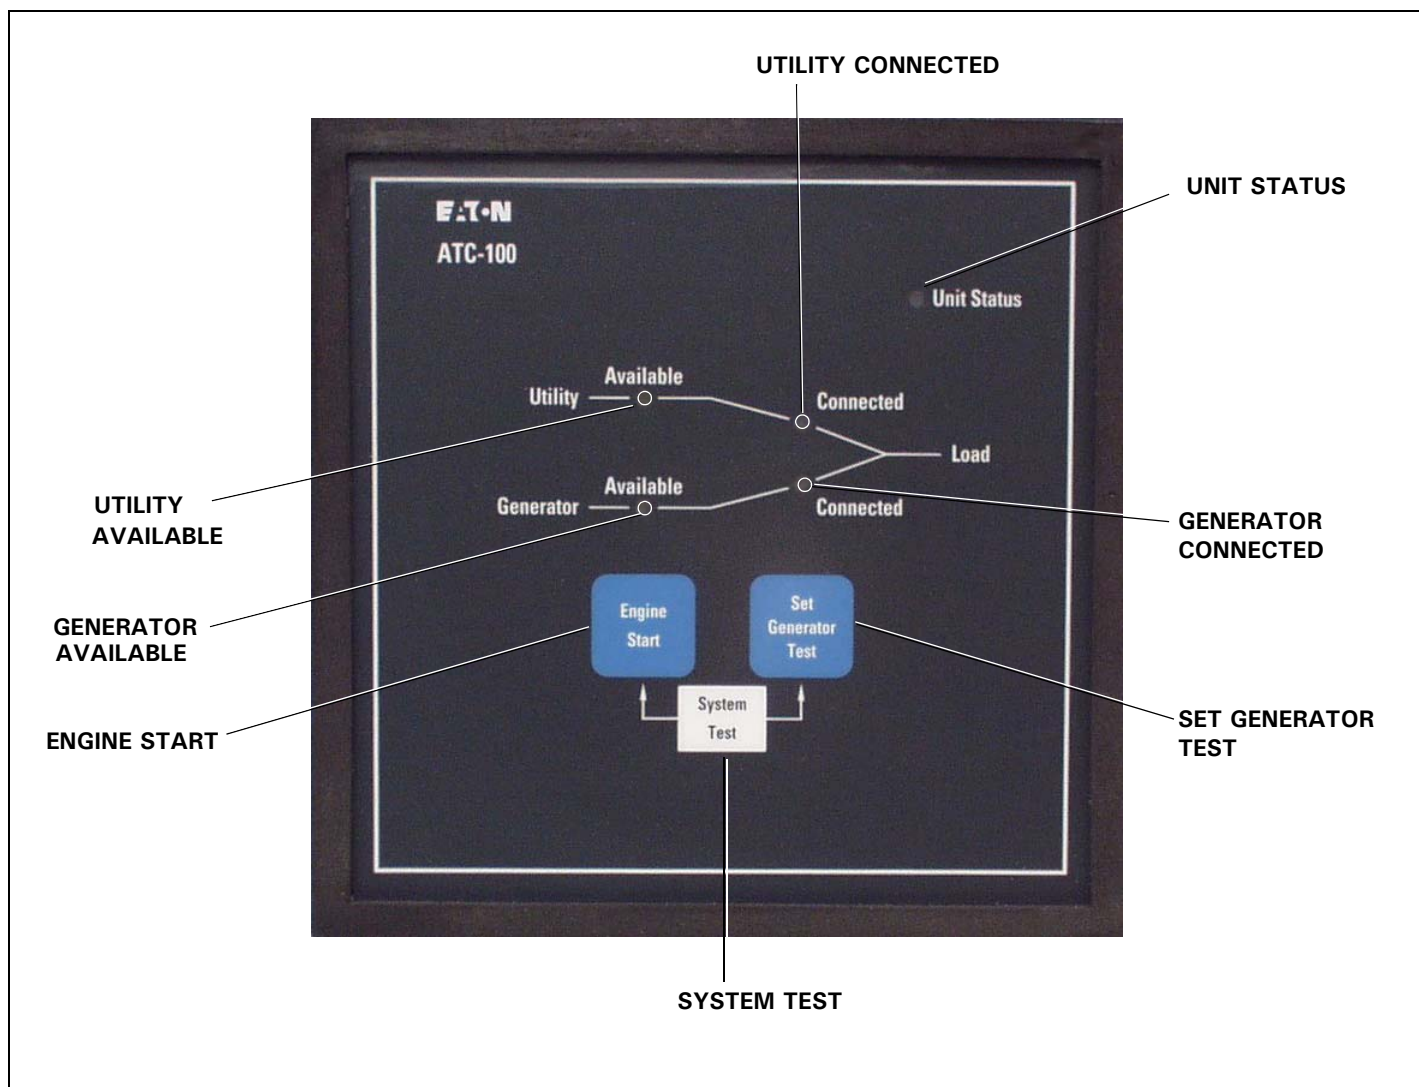 UTILITY CONNECTED
UNIT STATUS
EATON
ATC-100
Unit Status
Available
Utility
Connected
Load
Available
Generator
Connected
UTILITY
AVAILABLE
GENERATOR
CONNECTED
GENERATOR
AVAILABLE
Engine
Start
Set
Generator
Test
System
Test
ENGINE START
SET GENERATOR
TEST
SYSTEM TEST